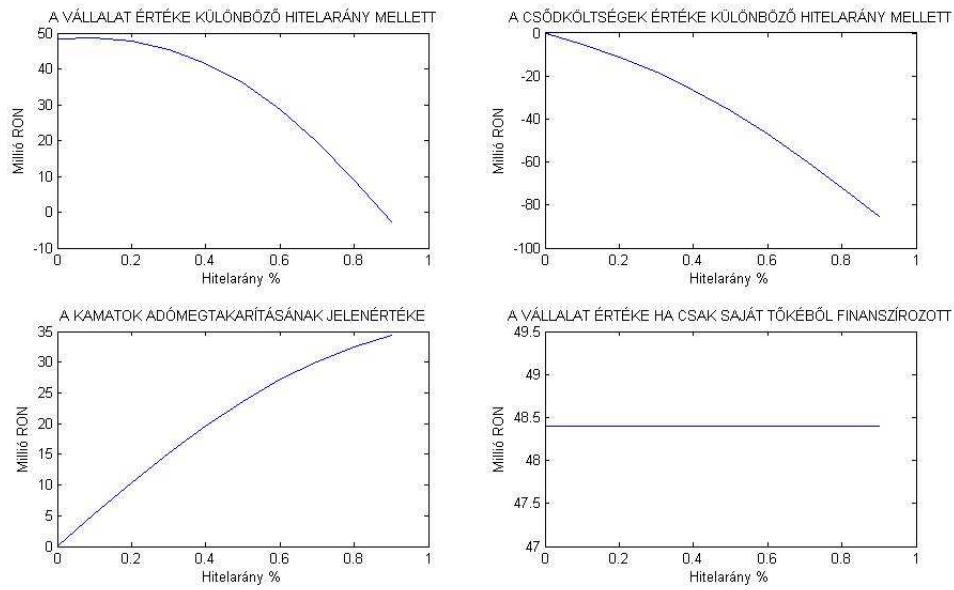 A VÁLLALAT ÉRTÉKE KÜLÖNBÖZŐ HITELARÁNY MELLETT
50
40
30
20
10
0
-10
Millió RON
0 0.2 0.4 0.6 0.8 1
Hitelarány %
A CSŐDKÖLTSÉGEK ÉRTÉKE KÜLÖNBÖZŐ HITELARÁNY MELLETT
0
-20
-40
-60
-80
-100
Millió RON
0 0.2 0.4 0.6 0.8 1
Hitelarány %
A KAMATOK ADÓMEGTAKARÍTÁSÁNAK JELENÉRTÉKE
35
30
25
20
15
10
5
0
Millió RON
0 0.2 0.4 0.6 0.8 1
Hitelarány %
A VÁLLALAT ÉRTÉKE HA CSAK SAJÁT TŐKÉBŐL FINANSZÍROZOTT
49.5
49
48.5
48
47.5
47
Millió RON
0 0.2 0.4 0.6 0.8 1
Hitelarány %